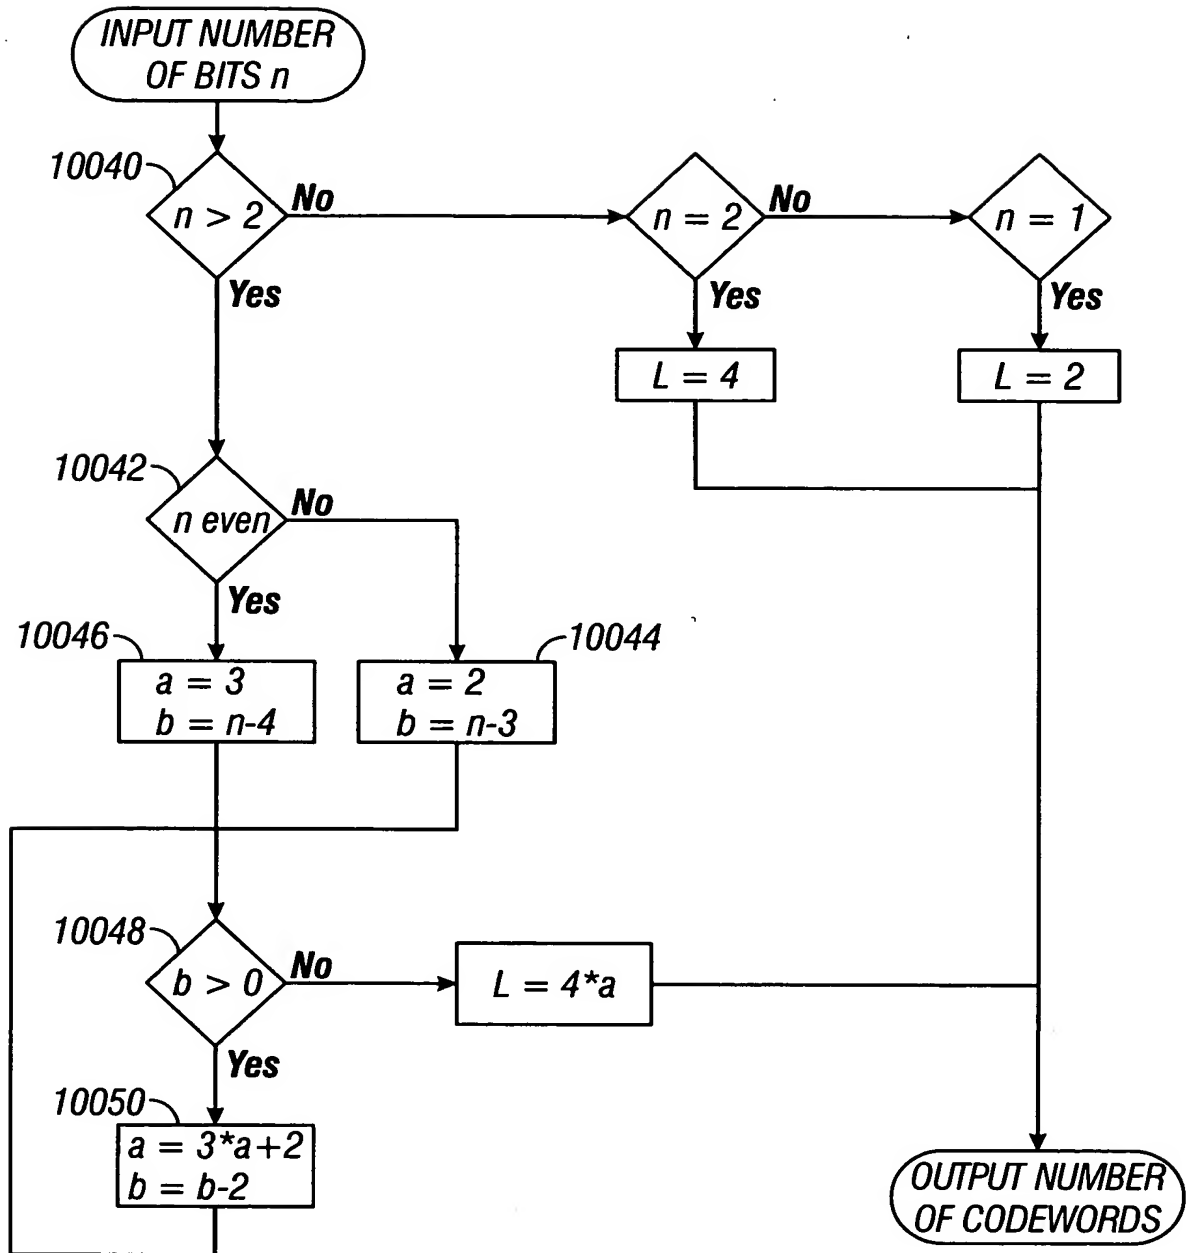 INPUT NUMBER
OF BITS n
10040
n > 2
No
n = 2
No
n = 1
Yes
Yes
Yes
L = 4
L = 2
10042
n even
No
Yes
10046
10044
a = 3
b = n-4
a = 2
b = n-3
10048
b > 0
No
L = 4*a
Yes
10050
a = 3*a+2
b = b-2
OUTPUT NUMBER
OF CODEWORDS